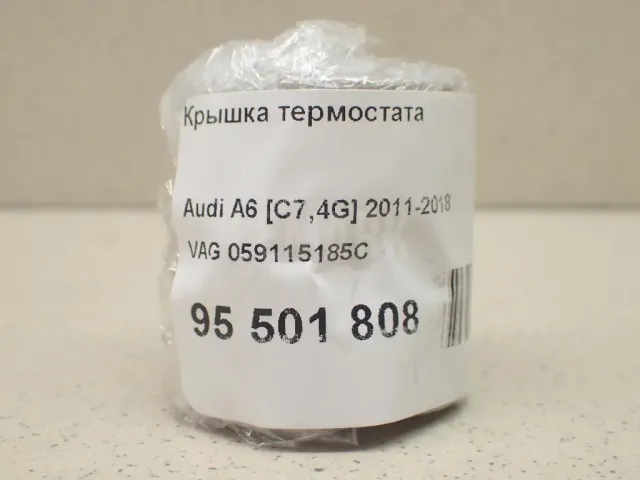 Крышка термостата
Audi A6 [C7,4G] 2011-2018
VAG 059115185C
95 501 808